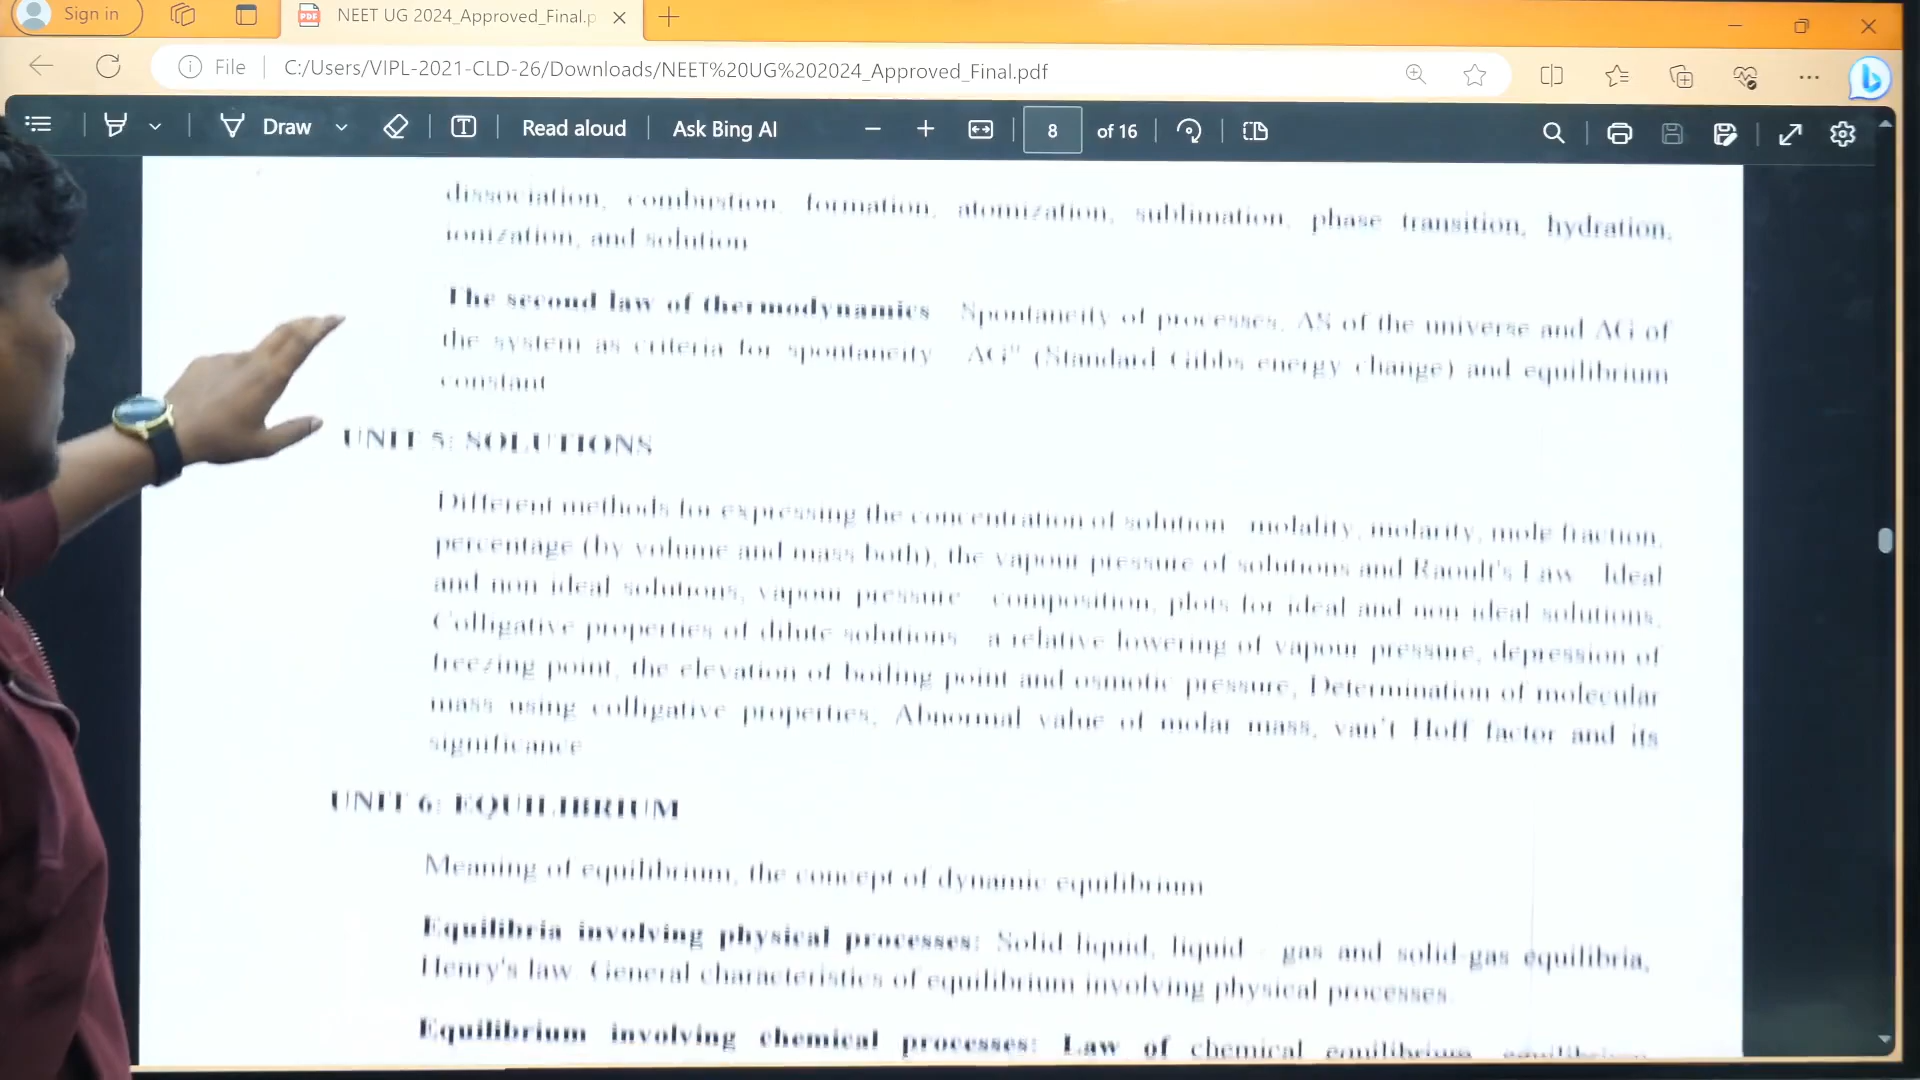 Sign in
NEET UG 2024_Approved_Final.p
File
C:/Users/VIPL-2021-CLD-26/Downloads/NEET%20UG%202024_Approved_Final.pdf
Draw
Read aloud
Ask Bing AI
8
of 16
dissociation, combustion, formation, atomization, sublimation, phase transition, hydration,
ionization, and solution
The second law of thermodynamics Spontaneity of processes, ΔS of the universe and ΔG of
the system as criteria for spontaneity ΔG° (Standard Gibbs energy change) and equilibrium
constant
UNIT 5: SOLUTIONS
Different methods for expressing the concentration of solution molality, molarity, mole fraction,
percentage (by volume and mass both), the vapour pressure of solutions and Raoult's Law Ideal
and non ideal solutions, vapour pressure composition, plots for ideal and non ideal solutions,
Colligative properties of dilute solutions a relative lowering of vapour pressure, depression of
freezing point, the elevation of boiling point and osmotic pressure, Determination of molecular
mass using colligative properties, Abnormal value of molar mass, van't Hoff factor and its
significance
UNIT 6: EQUILIBRIUM
Meaning of equilibrium, the concept of dynamic equilibrium
Equilibria involving physical processes: Solid-liquid, liquid - gas and solid-gas equilibria,
Henry's law. General characteristics of equilibrium involving physical processes.
Equilibrium involving chemical processes: Law of chemical equilibrium, equilibrium